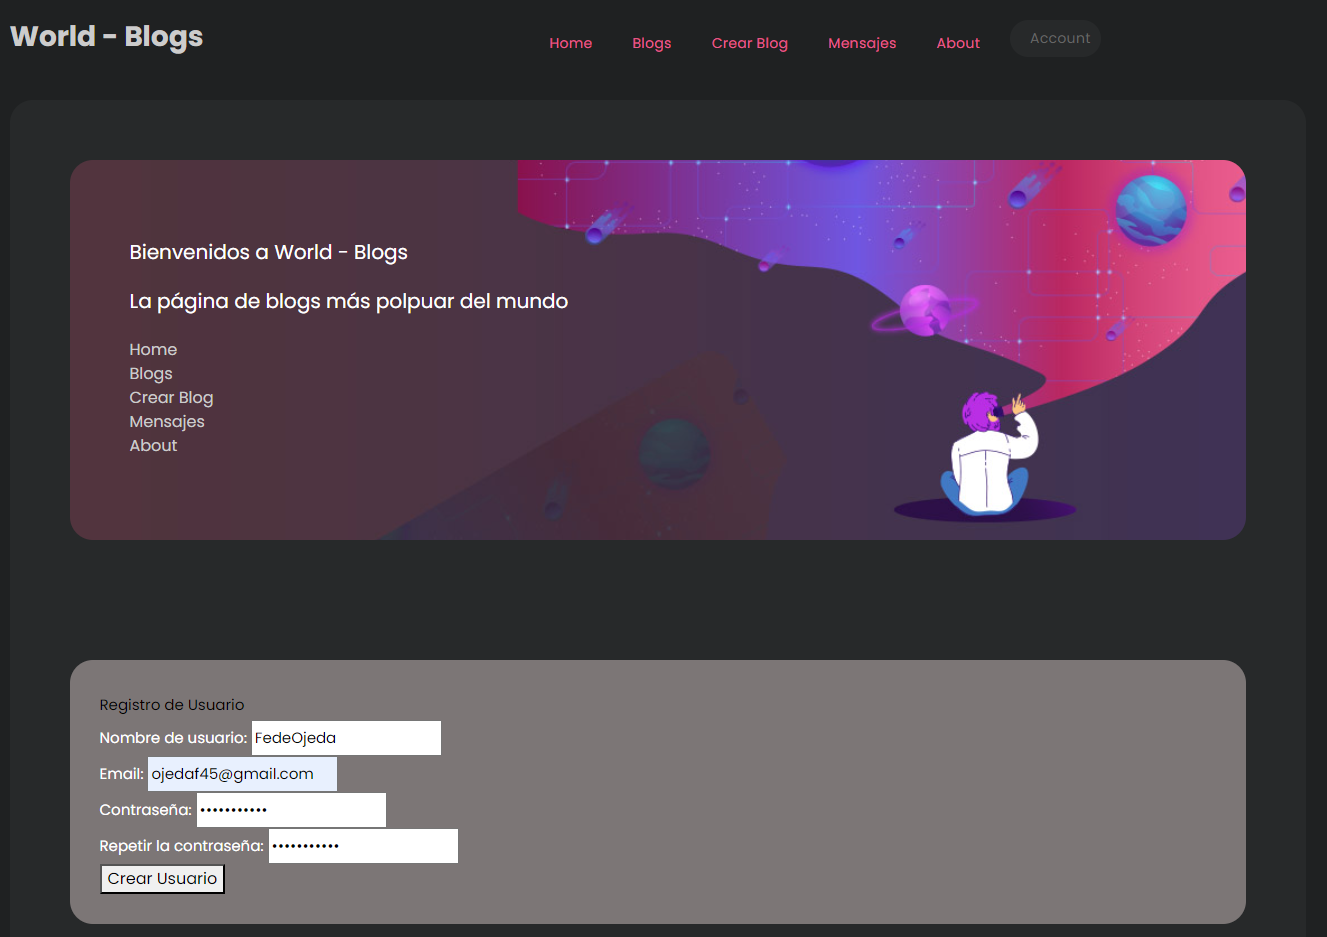 World - Blogs
Home Blogs Crear Blog Mensajes About Account
Bienvenidos a World - Blogs
La página de blogs más polpuar del mundo
Home
Blogs
Crear Blog
Mensajes
About
Registro de Usuario
Nombre de usuario: FedeOjeda
Email: ojedaf45@gmail.com
Contraseña: •••••••••••
Repetir la contraseña: •••••••••••
Crear Usuario